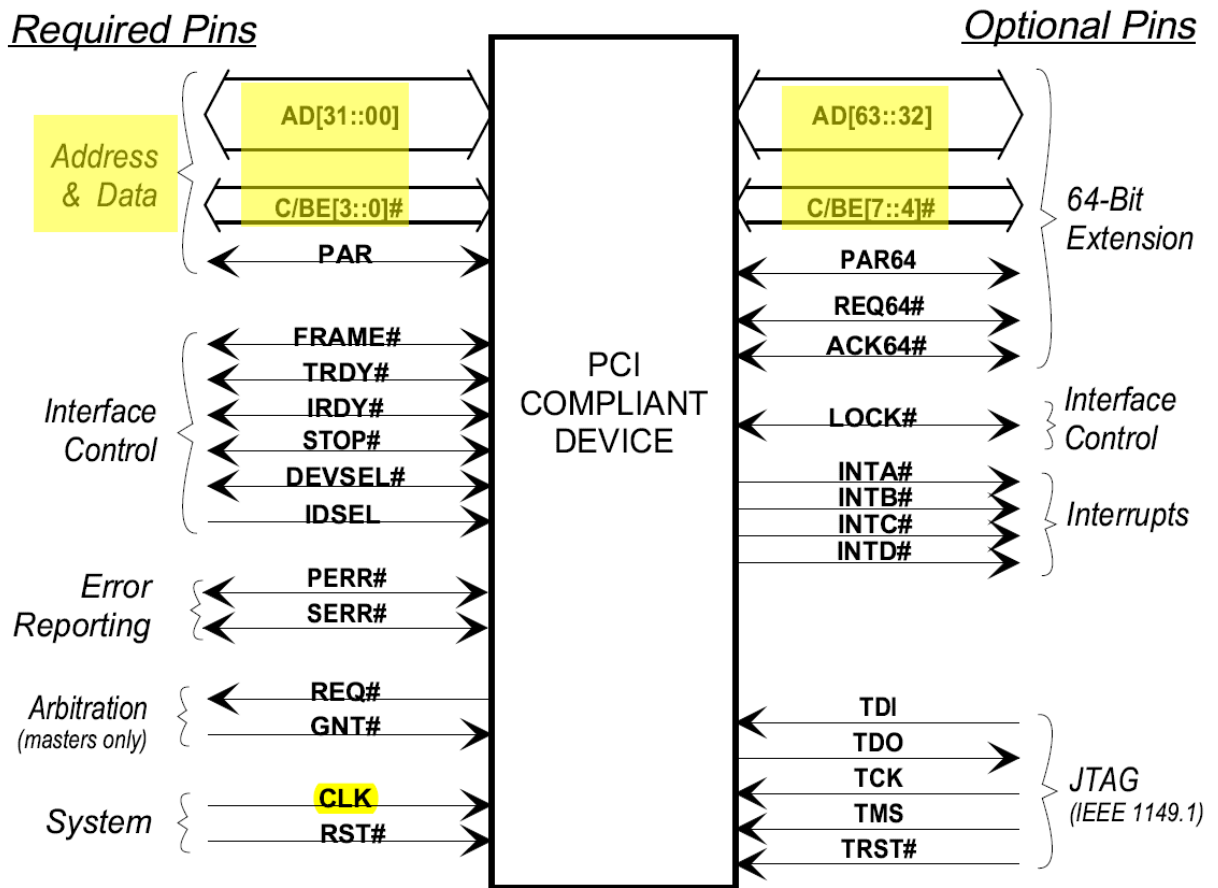 Required Pins
Optional Pins
Address
& Data
AD[31::00]
C/BE[3::0]#
PAR
Interface
Control
FRAME#
TRDY#
IRDY#
STOP#
DEVSEL#
IDSEL
Error
Reporting
PERR#
SERR#
Arbitration
(masters only)
REQ#
GNT#
System
CLK
RST#
PCI
COMPLIANT
DEVICE
AD[63::32]
C/BE[7::4]#
PAR64
REQ64#
ACK64#
64-Bit
Extension
LOCK#
Interface
Control
INTA#
INTB#
INTC#
INTD#
Interrupts
TDI
TDO
TCK
TMS
TRST#
JTAG
(IEEE 1149.1)